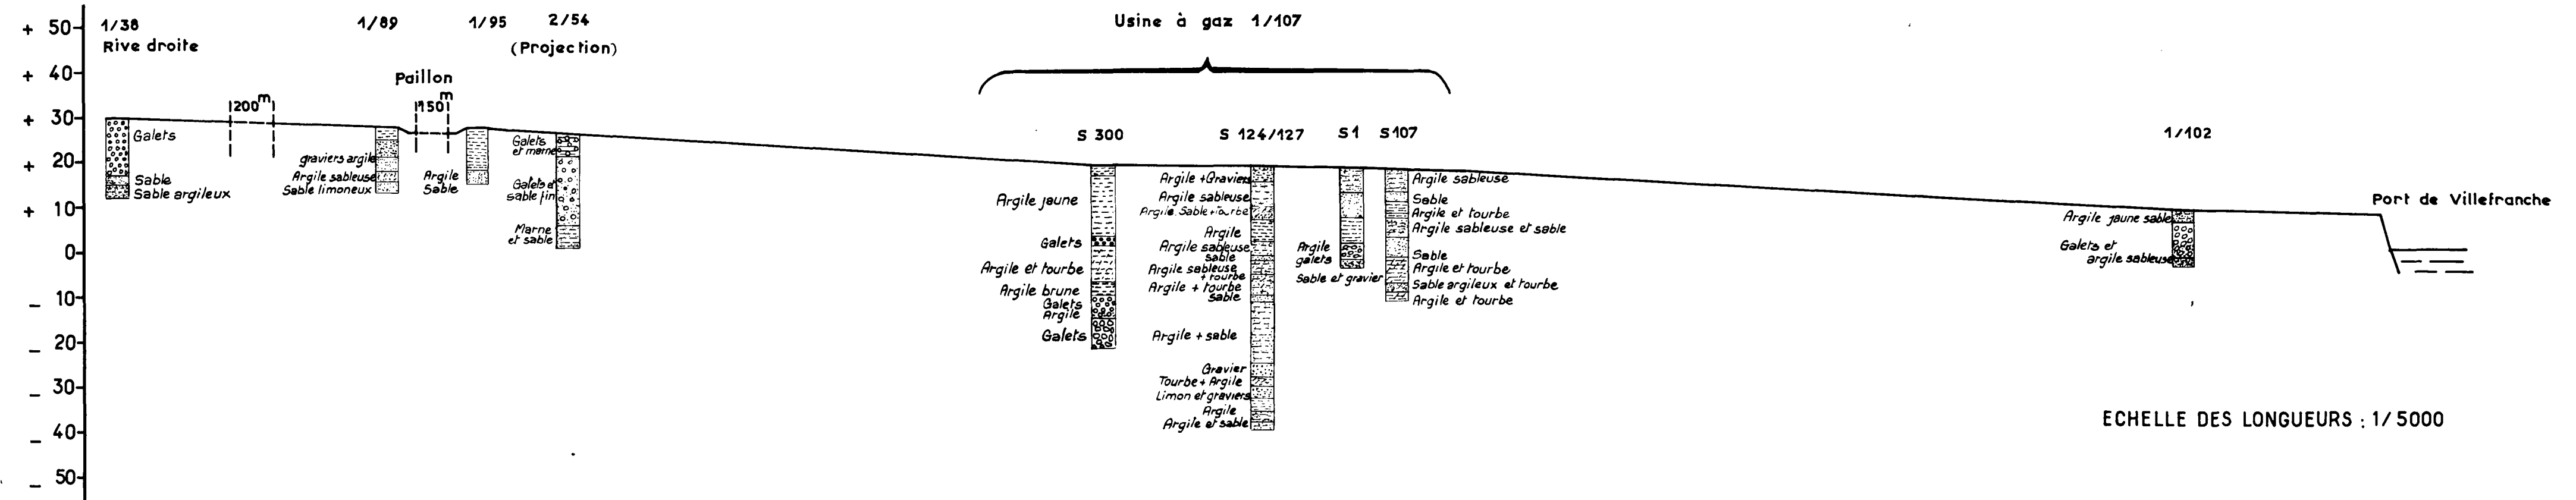 + 50
+ 40
+ 30
+ 20
+ 10
0
_ 10
_ 20
_ 30
_ 40
_ 50
1/38
Rive droite
1/89
1/95
2/54
(Projection)
Paillon
200 m
150 m
Usine à gaz 1/107
Galets
Sable
Sable argileux
graviers argile
Argile sableuse
Sable limoneux
Argile
Sable
Galets
et marne
Galets et
sable fin
Marne
et sable
S 300
Argile jaune
Galets
Argile et tourbe
Argile brune
Galets
Argile
Galets
S 124/127
Argile + Graviers
Argile sableuse
Argile. Sable + Tourbe
Argile
Argile sableuse
sable
Argile sableuse
+ tourbe
Argile + tourbe
sable
Argile + sable
Gravier
Tourbe + Argile
Limon et graviers
Argile
Argile et sable
S 1
Argile
galets
Sable et gravier
S 107
Argile sableuse
Sable
Argile et tourbe
Argile sableuse et sable
Sable
Argile et tourbe
Sable argileux et tourbe
Argile et tourbe
1/102
Argile jaune sable
Galets et
argile sableuse
Port de Villefranche
ECHELLE DES LONGUEURS : 1/5000